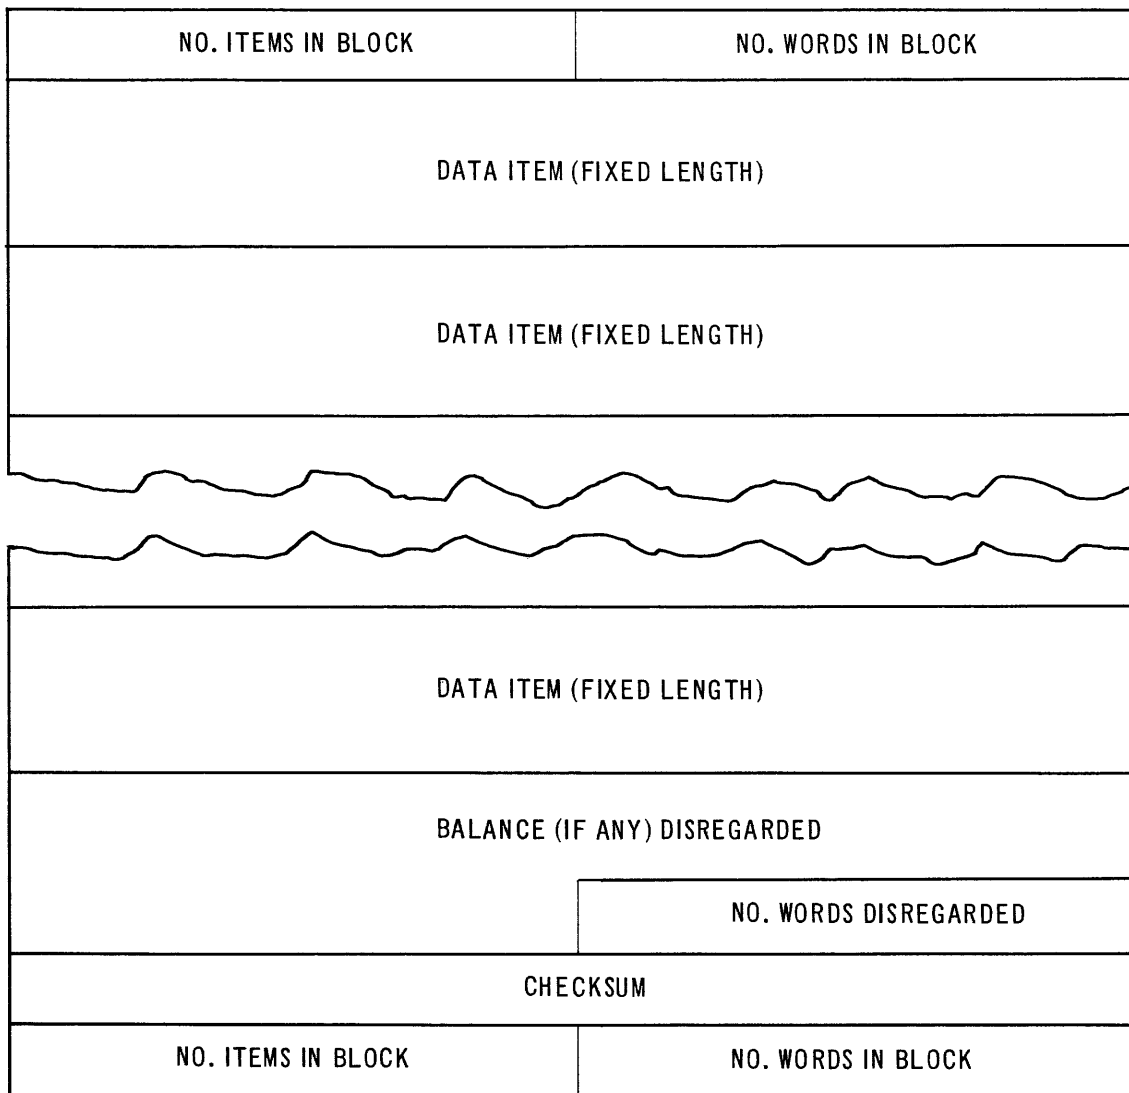 NO. ITEMS IN BLOCK
NO. WORDS IN BLOCK
DATA ITEM (FIXED LENGTH)
DATA ITEM (FIXED LENGTH)
DATA ITEM (FIXED LENGTH)
BALANCE (IF ANY) DISREGARDED
NO. WORDS DISREGARDED
CHECKSUM
NO. ITEMS IN BLOCK
NO. WORDS IN BLOCK